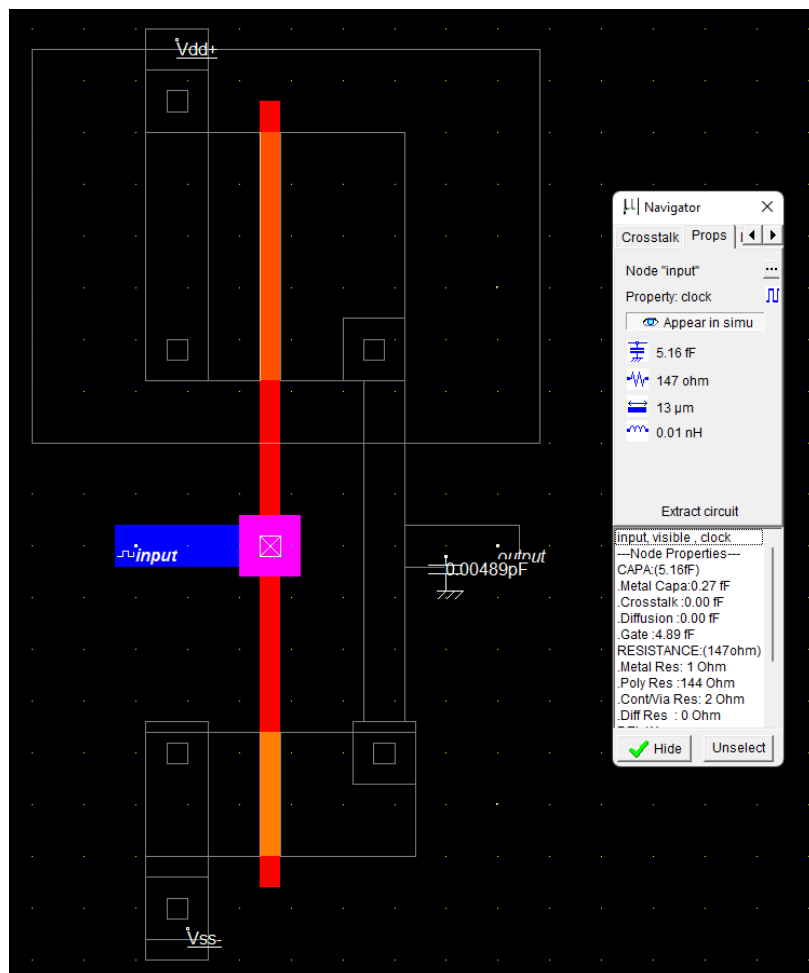 Vdd+
input
output
0.00489pF
Vss-
Navigator
Crosstalk Props
Node "input"
Property: clock
Appear in simu
5.16 fF
147 ohm
13 µm
0.01 nH
Extract circuit
input, visible , clock
---Node Properties---
CAPA:(5.16fF)
.Metal Capa:0.27 fF
.Crosstalk :0.00 fF
.Diffusion :0.00 fF
.Gate :4.89 fF
RESISTANCE:(147ohm)
.Metal Res: 1 Ohm
.Poly Res :144 Ohm
.Cont/Via Res: 2 Ohm
.Diff Res : 0 Ohm
Hide Unselect